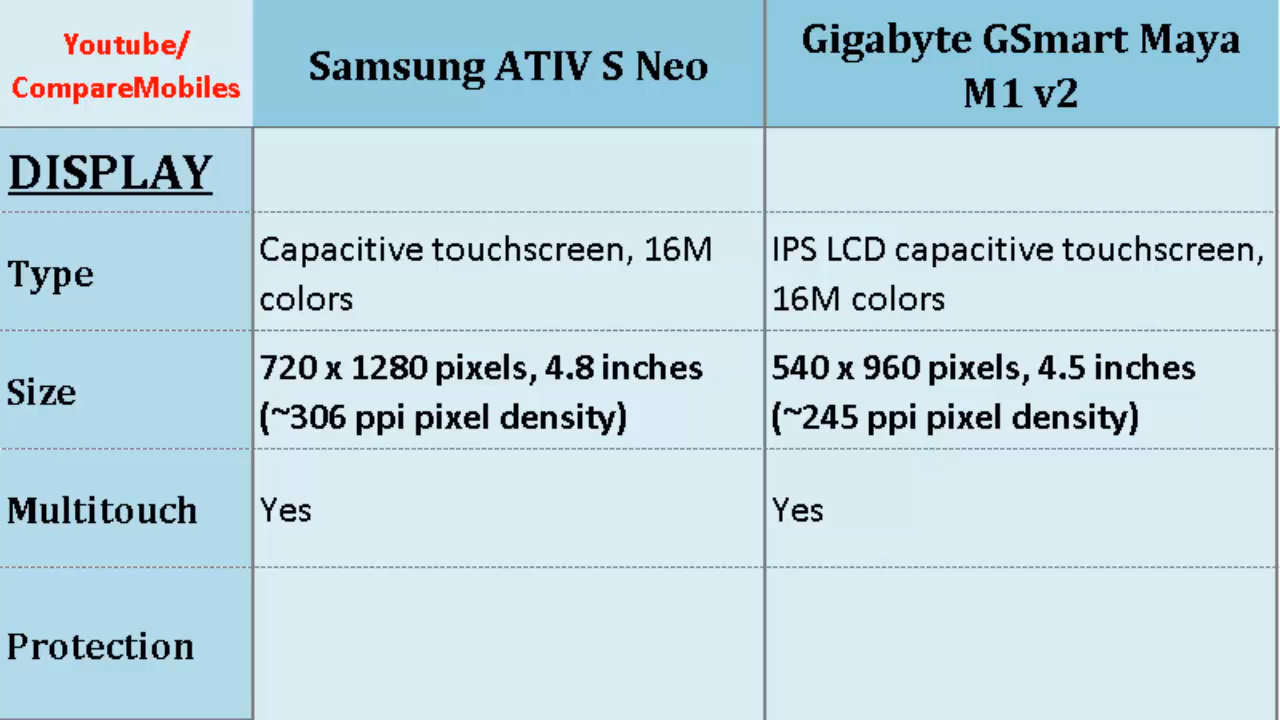 Youtube/
CompareMobiles
Samsung ATIV S Neo
Gigabyte GSmart Maya
M1 v2
DISPLAY
Type
Capacitive touchscreen, 16M
colors
IPS LCD capacitive touchscreen,
16M colors
Size
720 x 1280 pixels, 4.8 inches
(~306 ppi pixel density)
540 x 960 pixels, 4.5 inches
(~245 ppi pixel density)
Multitouch
Yes
Yes
Protection